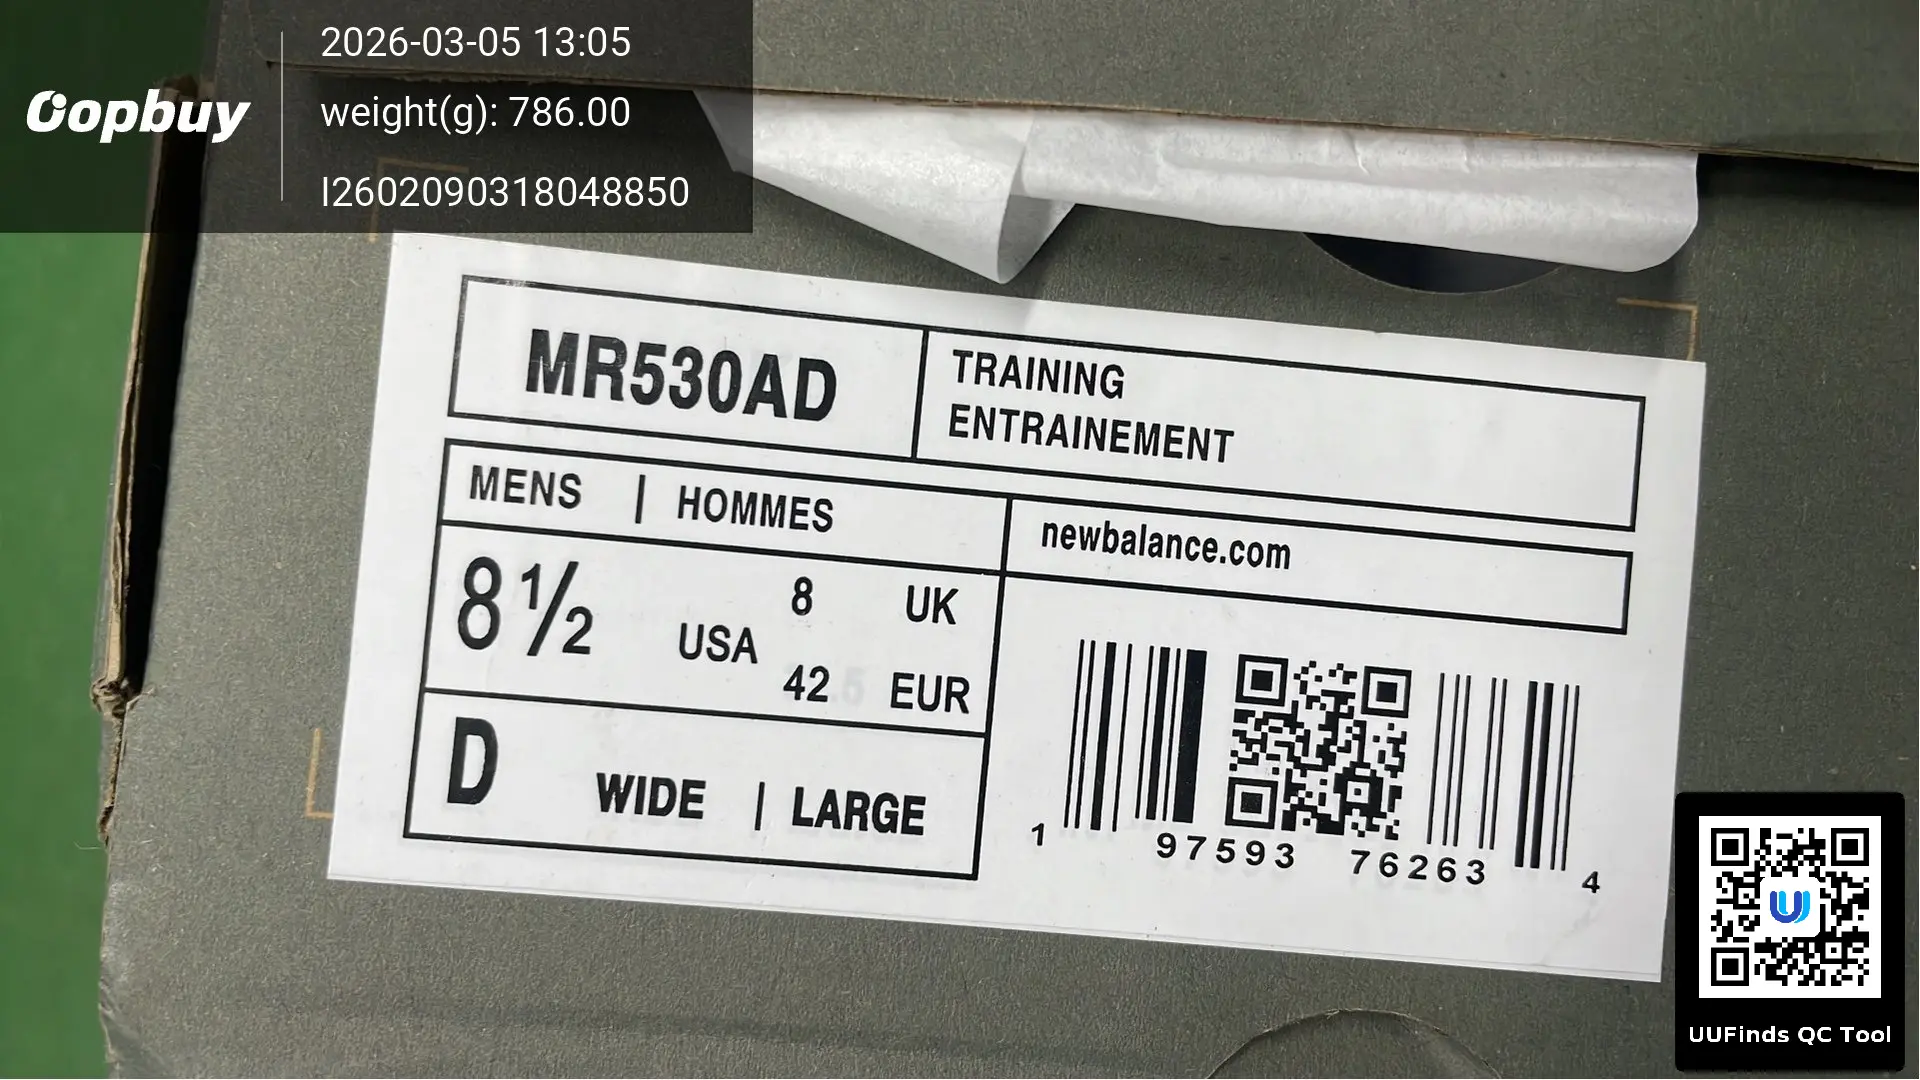 Oopbuy
2026-03-05 13:05
weight(g): 786.00
I2602090318048850
MR530AD
TRAINING
ENTRAINEMENT
MENS | HOMMES
newbalance.com
8½ USA
8 UK
42 EUR
D WIDE | LARGE
1 97593 76263 4
UUFinds QC Tool